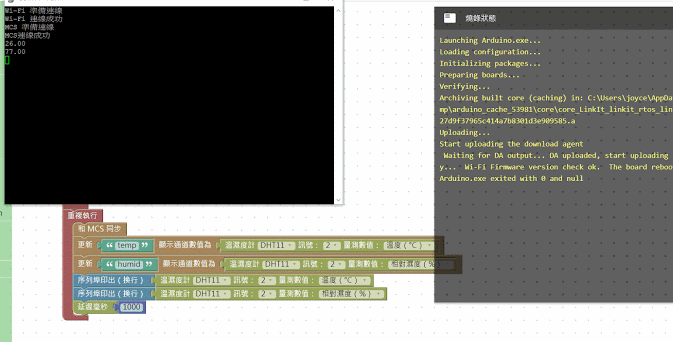 Wi-Fi 準備連線
Wi-Fi 連線成功
MCS 準備連線
MCS連線成功
26.00
77.00
燒錄狀態
Launching Arduino.exe...
Loading configuration...
Initializing packages...
Preparing boards...
Verifying...
Archiving built core (caching) in: C:\Users\joyce\AppDa
mp\arduino_cache_53981\core\core_LinkIt_linkit_rtos_lin
27d9f37965c414a7b8301d3e909585.a
Uploading...
Start uploading the download agent
Waiting for DA output... DA uploaded, start uploading
y... Wi-Fi Firmware version check ok. The board reboo
Arduino.exe exited with 0 and null
重複執行
和 MCS 同步
更新 “ temp ” 顯示通道數值為 溫濕度計 DHT11 訊號： 2 量測數值： 溫度 ( ℃ )
更新 “ humid ” 顯示通道數值為 溫濕度計 DHT11 訊號： 2 量測數值： 相對濕度 ( % )
序列埠印出 ( 換行 ) 溫濕度計 DHT11 訊號： 2 量測數值： 溫度 ( ℃ )
序列埠印出 ( 換行 ) 溫濕度計 DHT11 訊號： 2 量測數值： 相對濕度 ( % )
延遲毫秒 1000